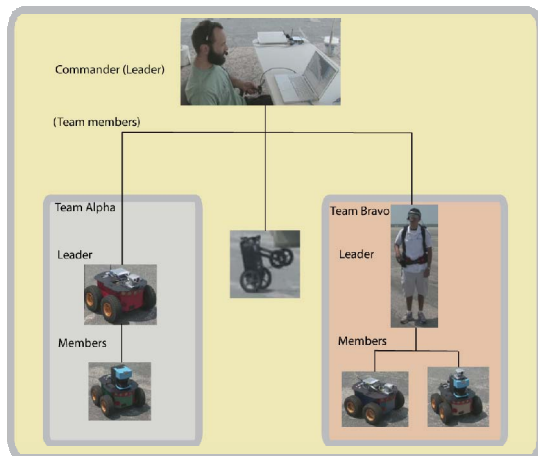 Commander (Leader)
(Team members)
Team Alpha
Leader
Members
Team Bravo
Leader
Members